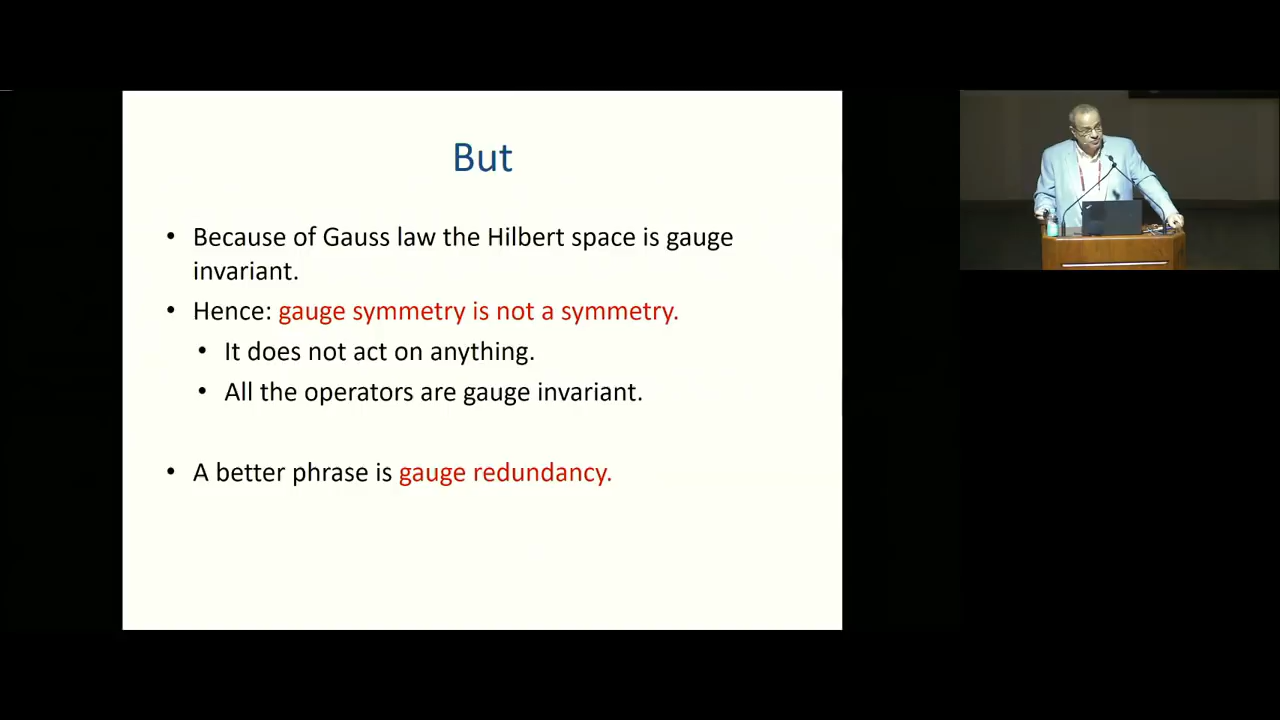 But
• Because of Gauss law the Hilbert space is gauge
invariant.
• Hence: gauge symmetry is not a symmetry.
• It does not act on anything.
• All the operators are gauge invariant.
• A better phrase is gauge redundancy.